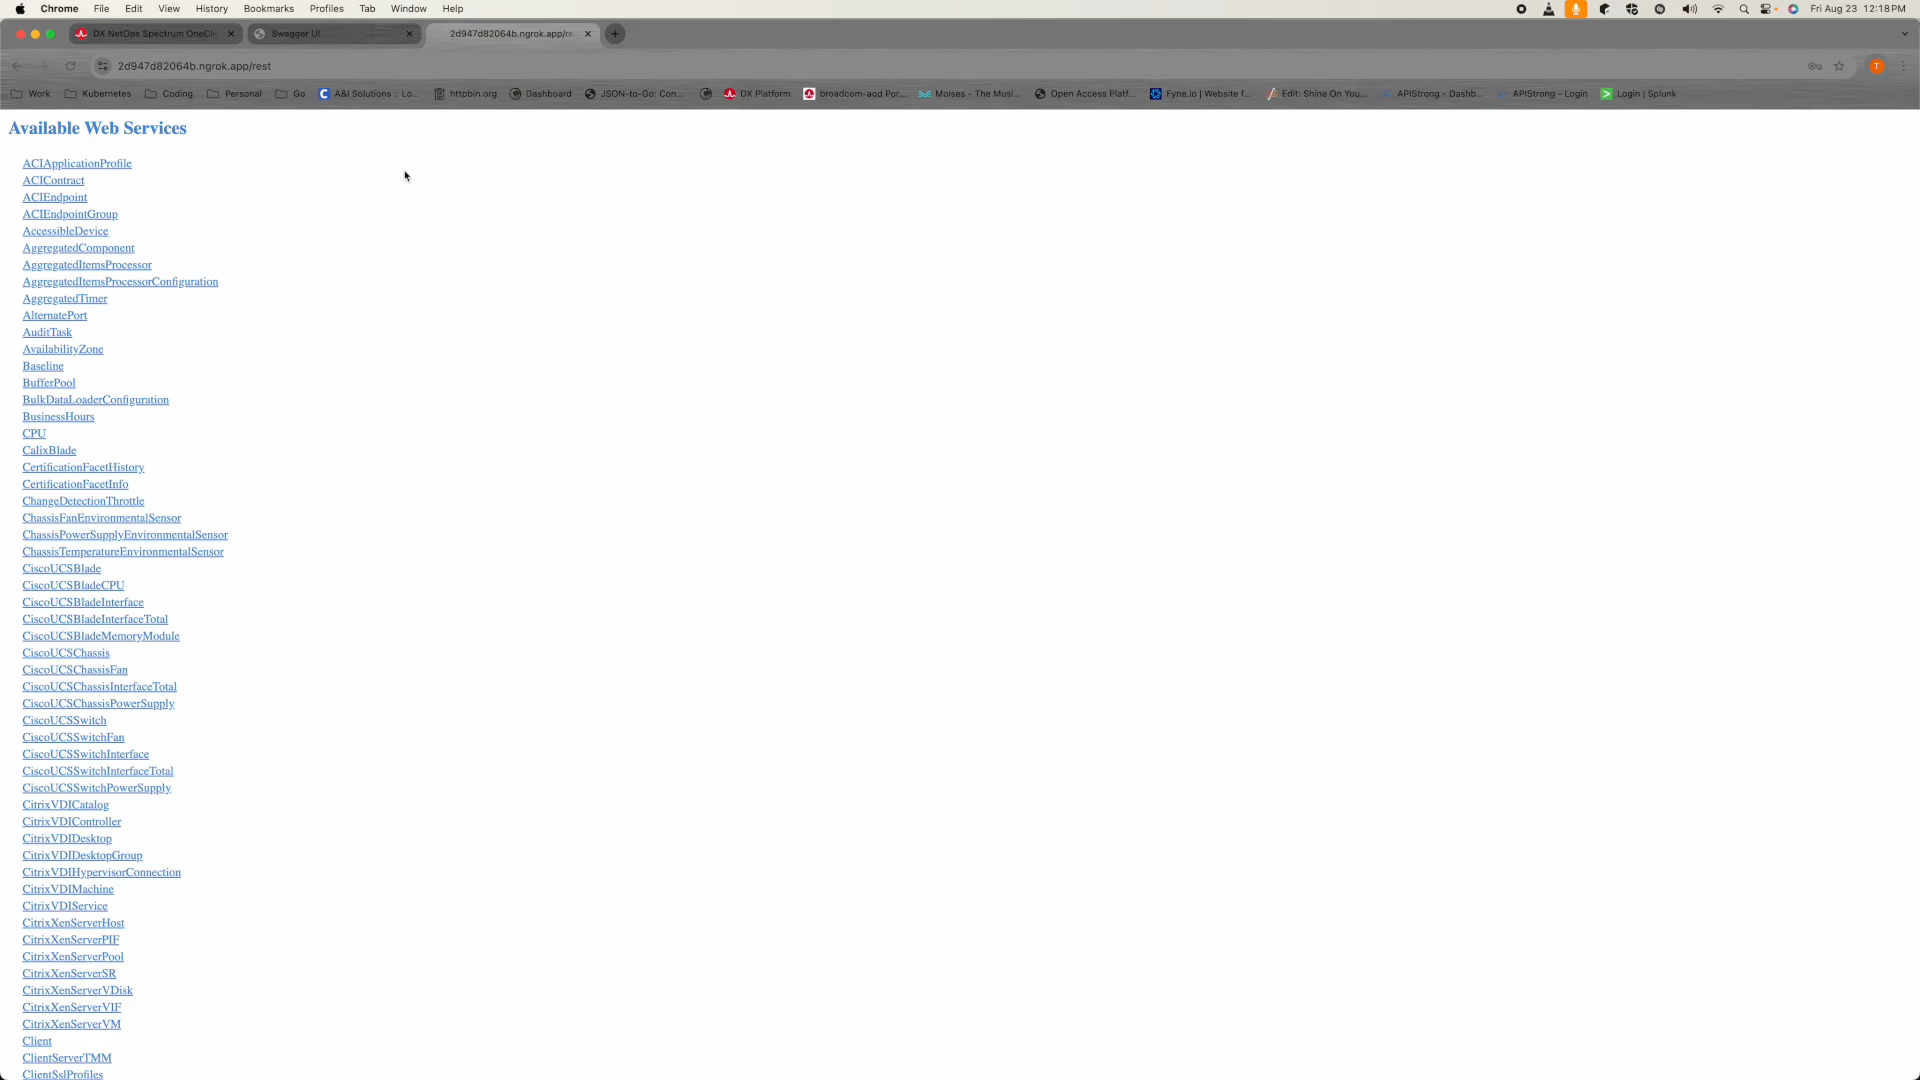 Chrome File Edit View History Bookmarks Profiles Tab Window Help Fri Aug 23 12:18 PM
DX NetOps Spectrum OneCli Swagger UI 2d947d82064b.ngrok.app/re
2d947d82064b.ngrok.app/rest T
Work Kubernetes Coding Personal Go A&I Solutions :: Lo... httpbin.org Dashboard JSON-to-Go: Con... DX Platform broadcom-aod Por... Moises - The Musi... Open Access Platf... Fyne.io | Website f... Edit: Shine On You... APIStrong - Dashb... APIStrong - Login Login | Splunk
Available Web Services
ACIApplicationProfile
ACIContract
ACIEndpoint
ACIEndpointGroup
AccessibleDevice
AggregatedComponent
AggregatedItemsProcessor
AggregatedItemsProcessorConfiguration
AggregatedTimer
AlternatePort
AuditTask
AvailabilityZone
Baseline
BufferPool
BulkDataLoaderConfiguration
BusinessHours
CPU
CalixBlade
CertificationFacetHistory
CertificationFacetInfo
ChangeDetectionThrottle
ChassisFanEnvironmentalSensor
ChassisPowerSupplyEnvironmentalSensor
ChassisTemperatureEnvironmentalSensor
CiscoUCSBlade
CiscoUCSBladeCPU
CiscoUCSBladeInterface
CiscoUCSBladeInterfaceTotal
CiscoUCSBladeMemoryModule
CiscoUCSChassis
CiscoUCSChassisFan
CiscoUCSChassisInterfaceTotal
CiscoUCSChassisPowerSupply
CiscoUCSSwitch
CiscoUCSSwitchFan
CiscoUCSSwitchInterface
CiscoUCSSwitchInterfaceTotal
CiscoUCSSwitchPowerSupply
CitrixVDICatalog
CitrixVDIController
CitrixVDIDesktop
CitrixVDIDesktopGroup
CitrixVDIHypervisorConnection
CitrixVDIMachine
CitrixVDIService
CitrixXenServerHost
CitrixXenServerPIF
CitrixXenServerPool
CitrixXenServerSR
CitrixXenServerVDisk
CitrixXenServerVIF
CitrixXenServerVM
Client
ClientServerTMM
ClientSslProfiles